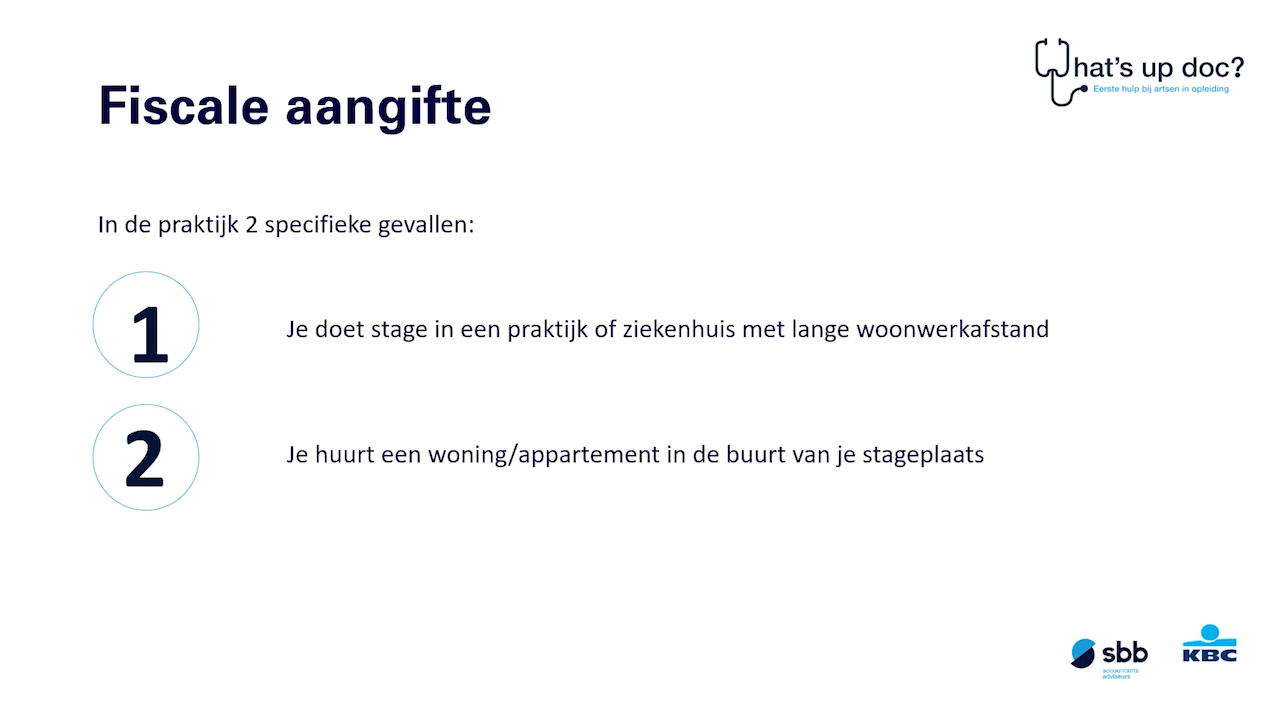 What's up doc?
Eerste hulp bij artsen in opleiding
Fiscale aangifte
In de praktijk 2 specifieke gevallen:
1
Je doet stage in een praktijk of ziekenhuis met lange woonwerkafstand
2
Je huurt een woning/appartement in de buurt van je stageplaats
sbb
accountants
adviseurs
KBC